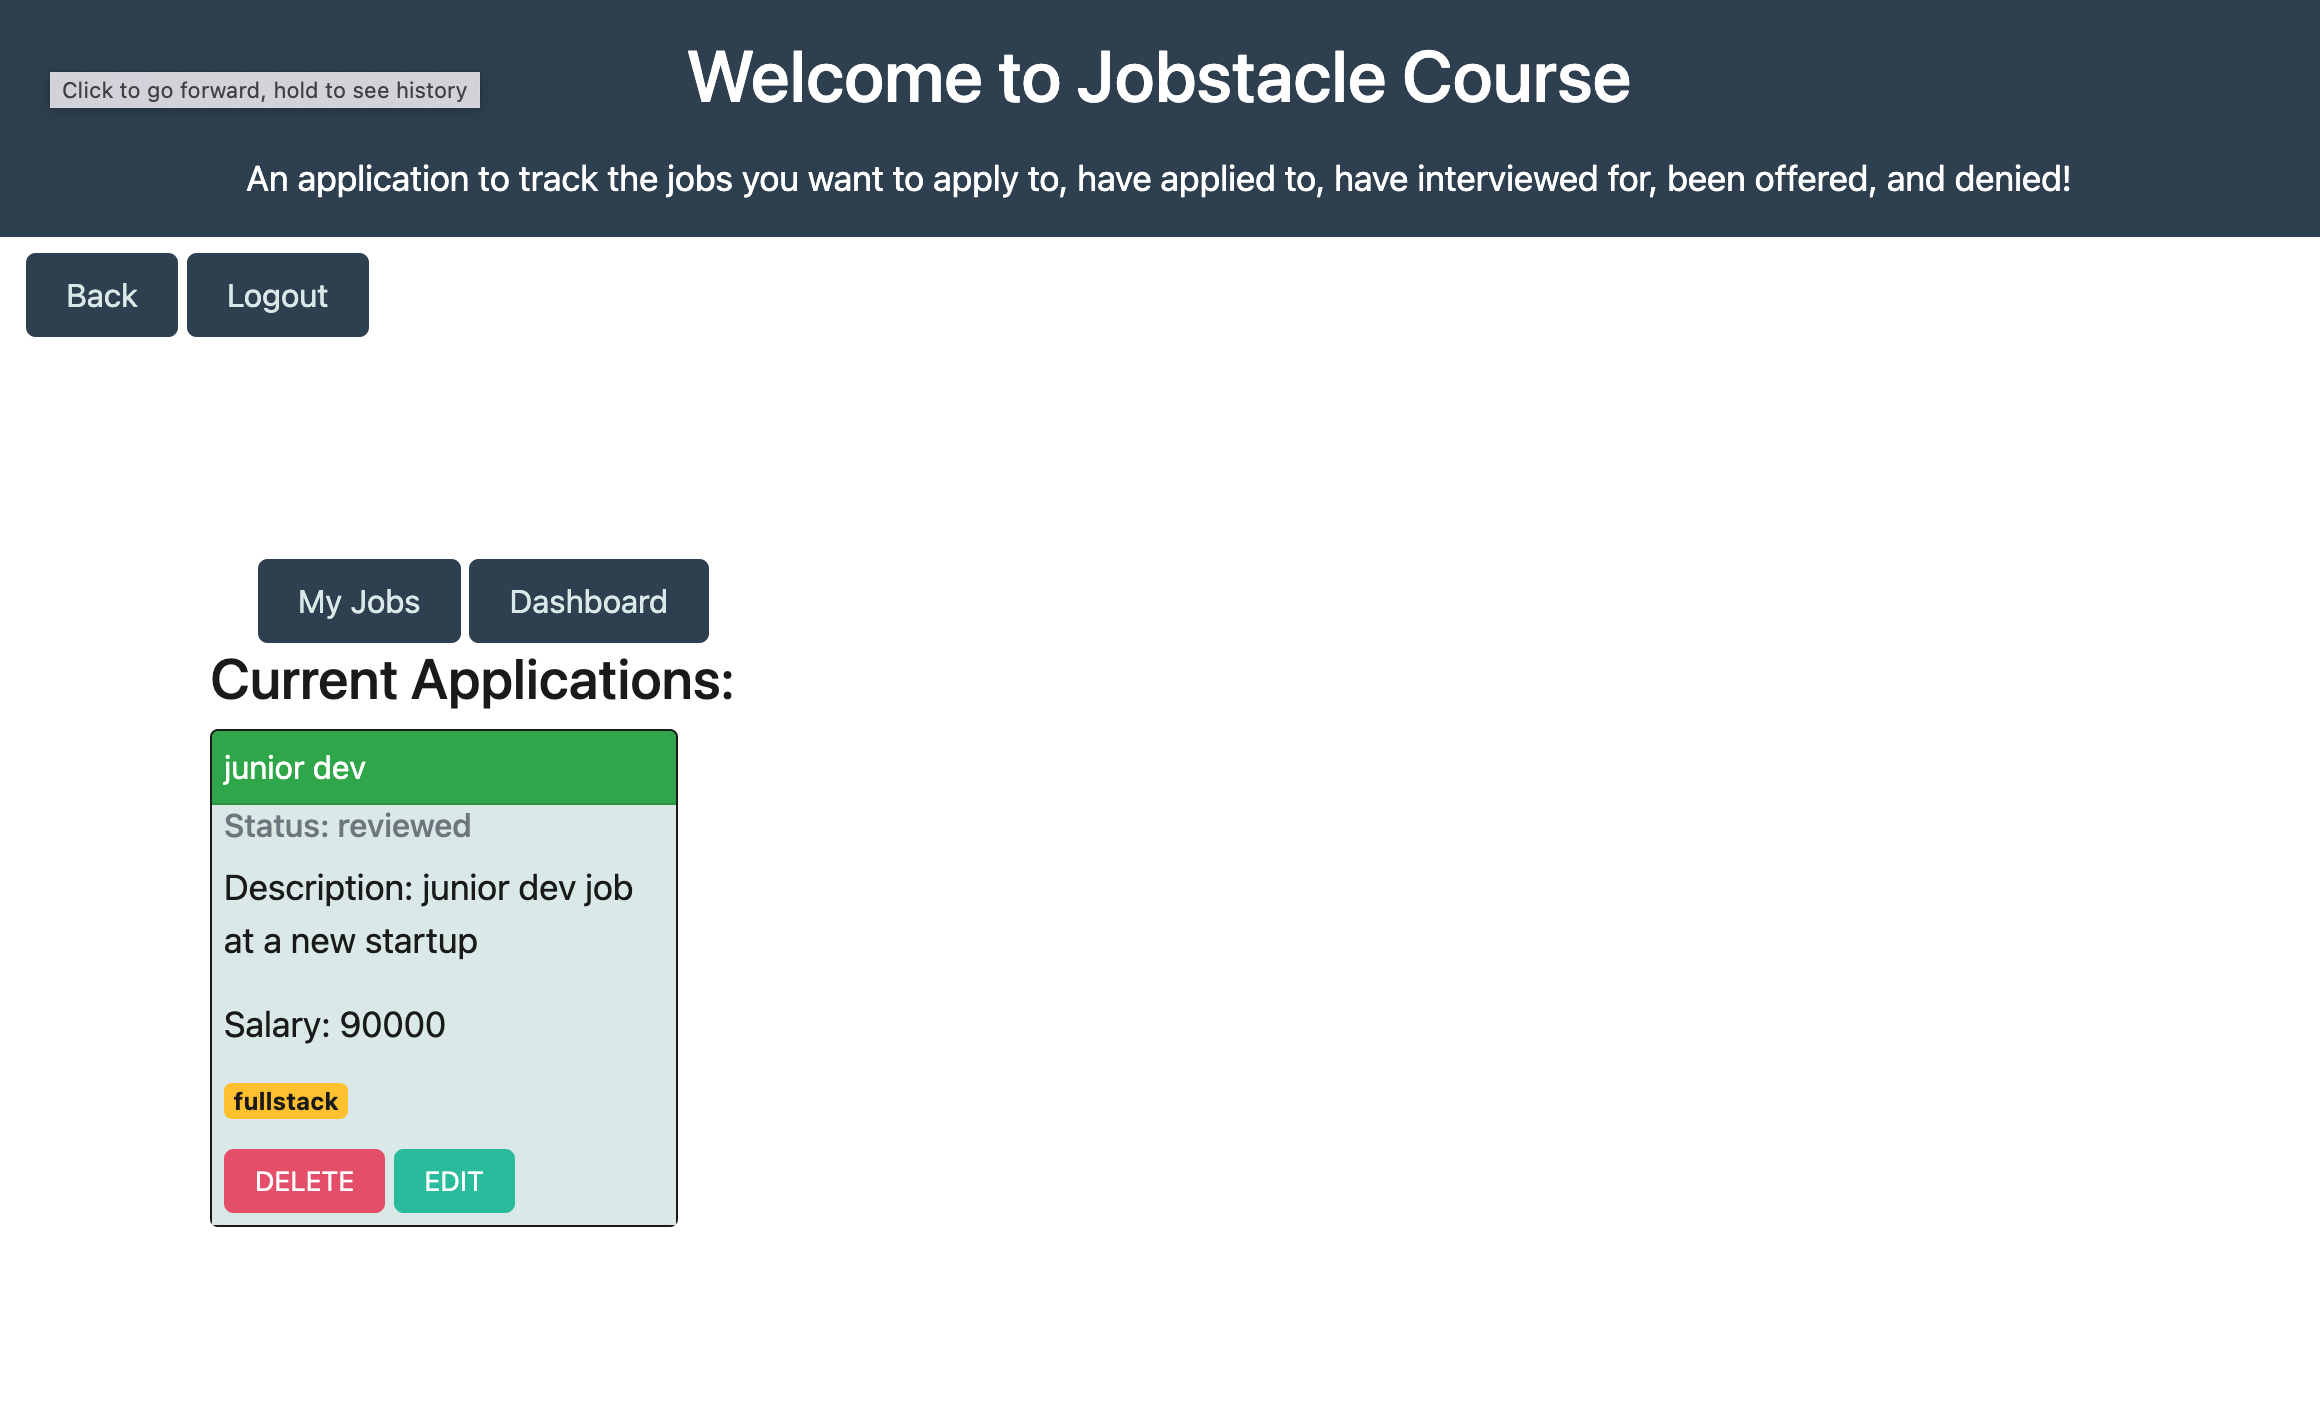 Welcome to Jobstacle Course
Click to go forward, hold to see history
An application to track the jobs you want to apply to, have applied to, have interviewed for, been offered, and denied!
Back
Logout
My Jobs
Dashboard
Current Applications:
junior dev
Status: reviewed
Description: junior dev job
at a new startup
Salary: 90000
fullstack
DELETE
EDIT